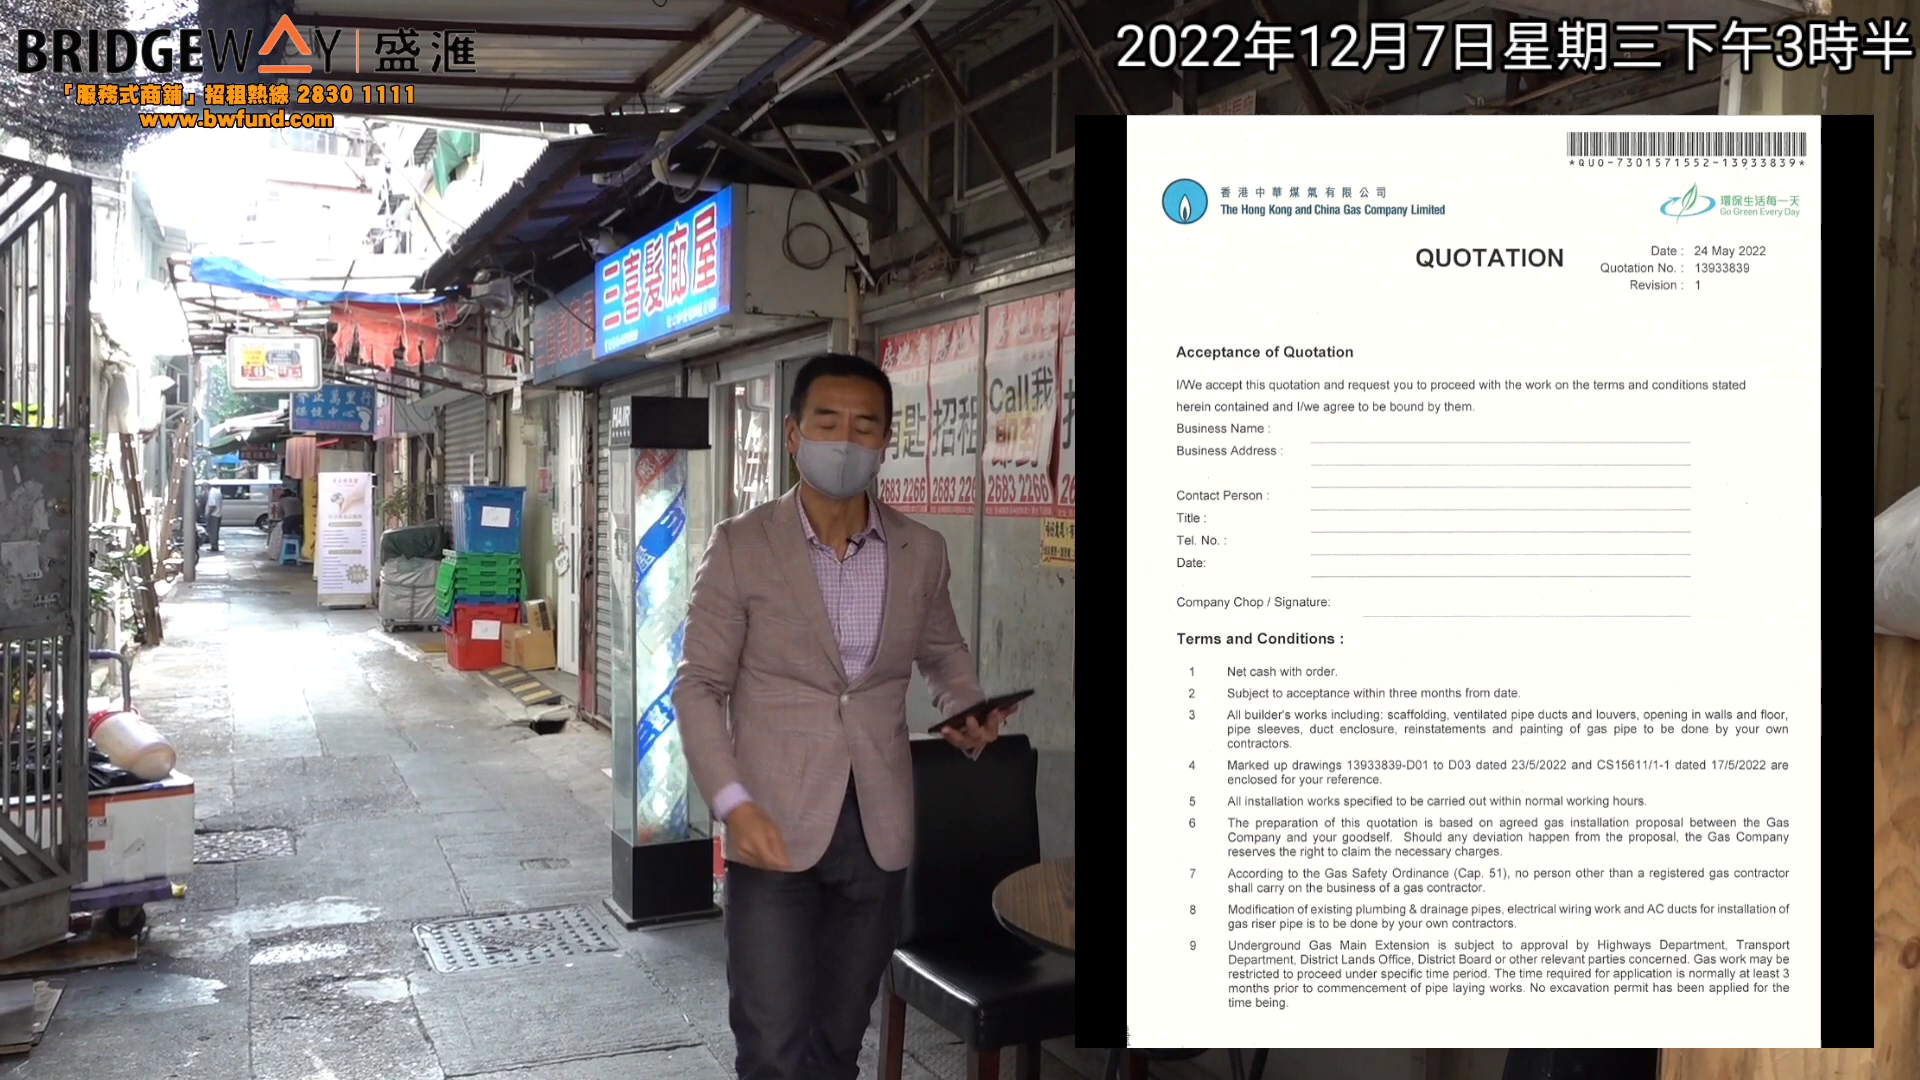 BRIDGEWAY | 盛滙
「服務式商舖」招租熱線 2830 1111
www.bwfund.com
2022年12月7日星期三下午3時半
三喜髮廊屋
HAIR
有匙
招租
Call我
2683 2266
2683 226
2683 2266
*QUO-7301571552-13933839*
香港中華煤氣有限公司
The Hong Kong and China Gas Company Limited
環保生活每一天
Go Green Every Day
QUOTATION
Date : 24 May 2022
Quotation No. : 13933839
Revision : 1
Acceptance of Quotation
I/We accept this quotation and request you to proceed with the work on the terms and conditions stated
herein contained and I/we agree to be bound by them.
Business Name :
Business Address :
Contact Person :
Title :
Tel. No. :
Date:
Company Chop / Signature:
Terms and Conditions :
1 Net cash with order.
2 Subject to acceptance within three months from date.
3 All builder's works including: scaffolding, ventilated pipe ducts and louvers, opening in walls and floor,
pipe sleeves, duct enclosure, reinstatements and painting of gas pipe to be done by your own
contractors.
4 Marked up drawings 13933839-D01 to D03 dated 23/5/2022 and CS15611/1-1 dated 17/5/2022 are
enclosed for your reference.
5 All installation works specified to be carried out within normal working hours.
6 The preparation of this quotation is based on agreed gas installation proposal between the Gas
Company and your goodself. Should any deviation happen from the proposal, the Gas Company
reserves the right to claim the necessary charges.
7 According to the Gas Safety Ordinance (Cap. 51), no person other than a registered gas contractor
shall carry on the business of a gas contractor.
8 Modification of existing plumbing & drainage pipes, electrical wiring work and AC ducts for installation of
gas riser pipe is to be done by your own contractors.
9 Underground Gas Main Extension is subject to approval by Highways Department, Transport
Department, District Lands Office, District Board or other relevant parties concerned. Gas work may be
restricted to proceed under specific time period. The time required for application is normally at least 3
months prior to commencement of pipe laying works. No excavation permit has been applied for the
time being.